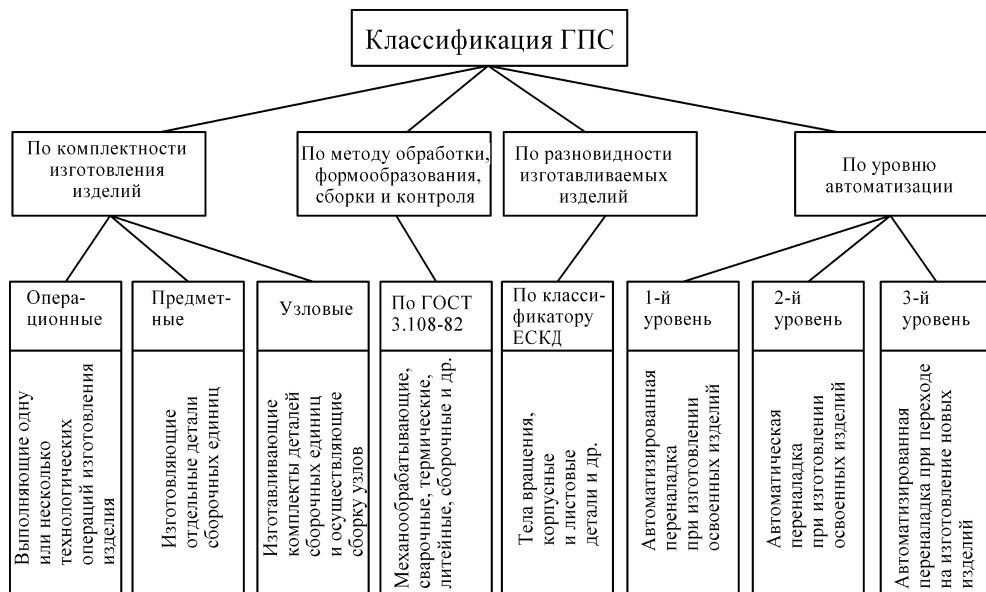 Классификация ГПС
По комплектности
изготовления
изделий
По методу обработки,
формообразования,
сборки и контроля
По разновидности
изготавливаемых
изделий
По уровню
автоматизации
Опера-
ционные
Предмет-
ные
Узловые
По ГОСТ
3.108-82
По класси-
фикатору
ЕСКД
1-й
уровень
2-й
уровень
3-й
уровень
Выполняющие одну
или несколько
технологических
операций изготовления
изделия
Изготовляющие
отдельные детали
сборочных единиц
Изготавливающие
комплекты деталей
сборочных единиц
и осуществляющие
сборку узлов
Механообрабатывающие,
сварочные, термические,
литейные, сборочные и др.
Тела вращения,
корпусные
и листовые
детали и др.
Автоматизированная
переналадка
при изготовлении
освоенных изделий
Автоматическая
переналадка
при изготовлении
освоенных изделий
Автоматизированная
переналадка при переходе
на изготовление новых
изделий